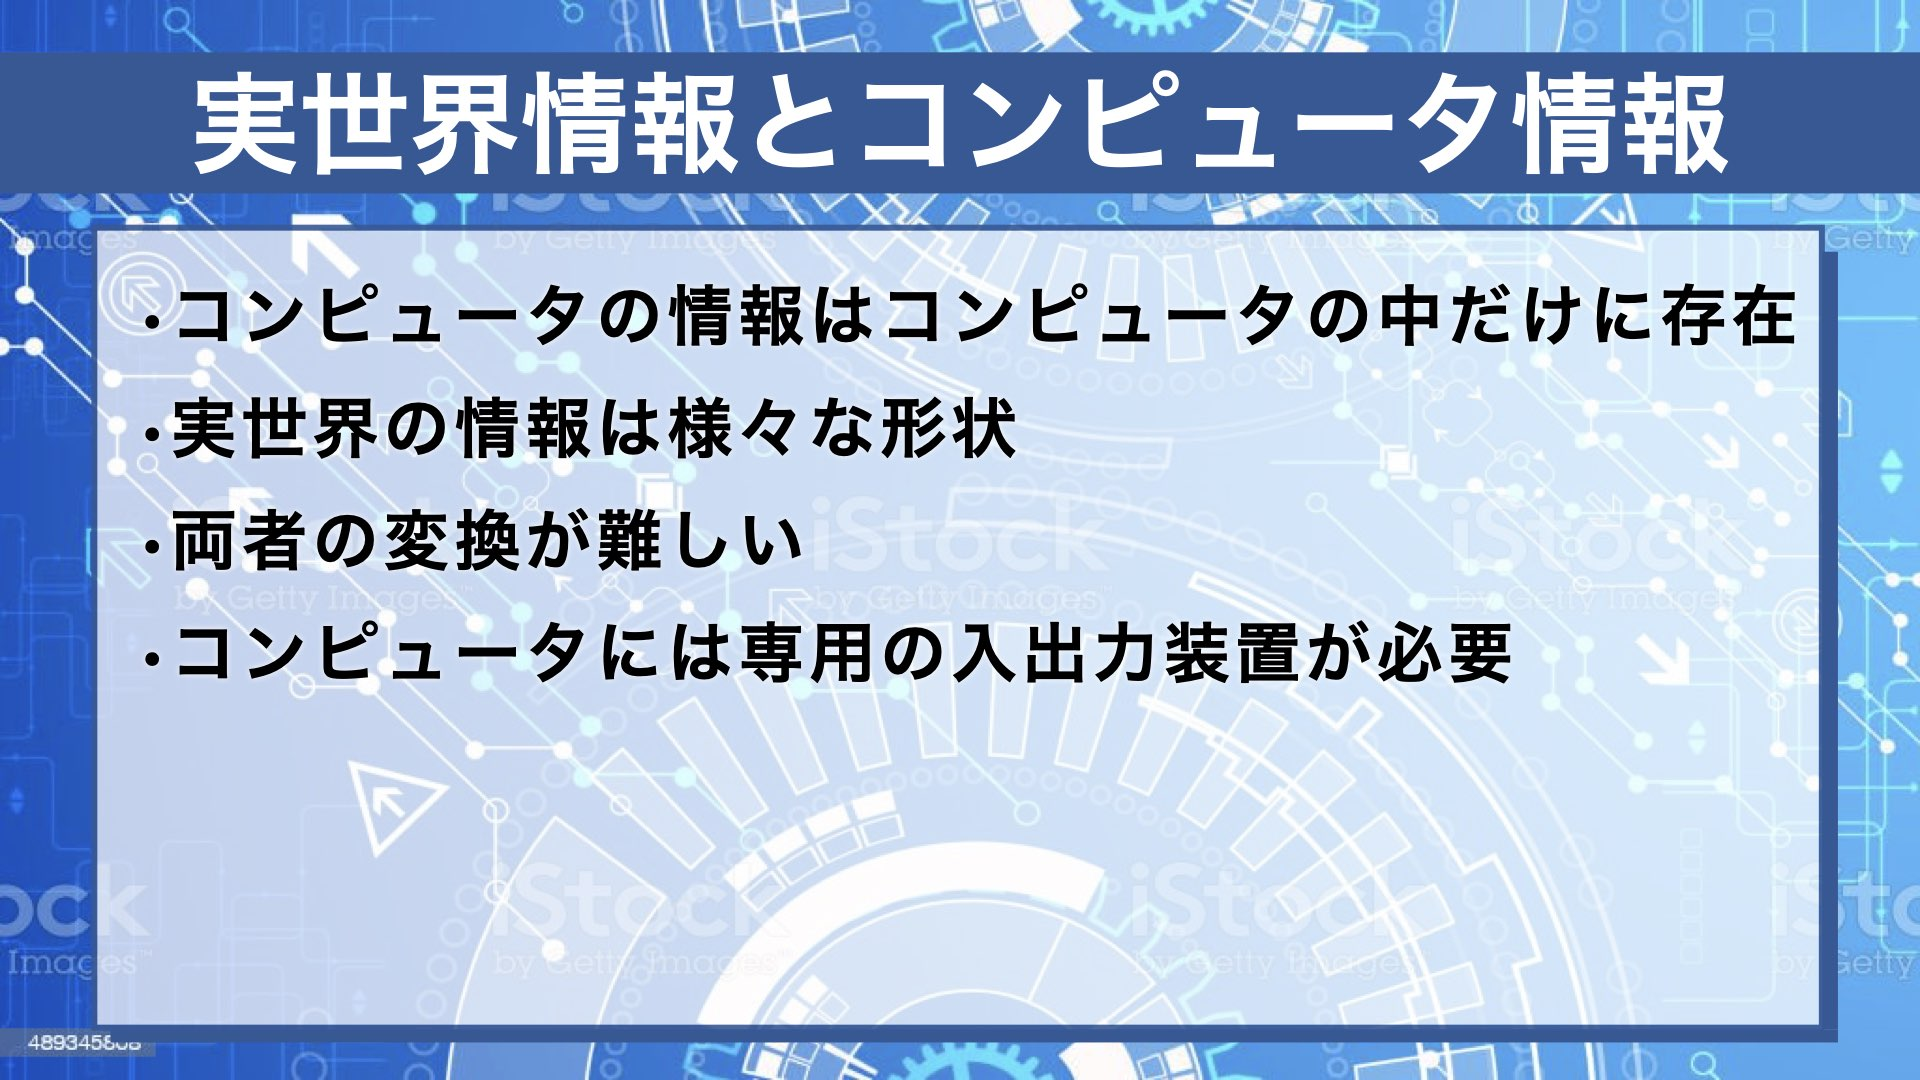 実世界情報とコンピュータ情報
•コンピュータの情報はコンピュータの中だけに存在
•実世界の情報は様々な形状
•両者の変換が難しい
•コンピュータには専用の入出力装置が必要
iStock
by Getty Images™